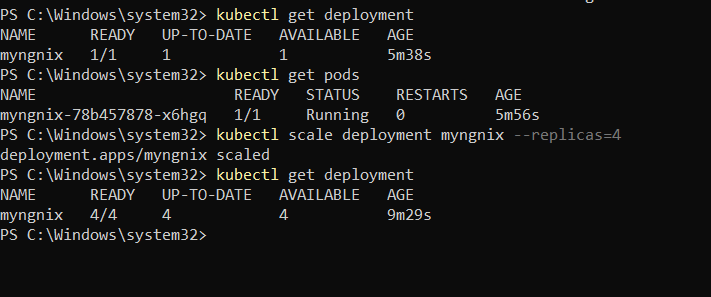 PS C:\Windows\system32> kubectl get deployment
NAME      READY   UP-TO-DATE   AVAILABLE   AGE
myngnix   1/1     1            1           5m38s
PS C:\Windows\system32> kubectl get pods
NAME                      READY   STATUS    RESTARTS   AGE
myngnix-78b457878-x6hgq   1/1     Running   0          5m56s
PS C:\Windows\system32> kubectl scale deployment myngnix --replicas=4
deployment.apps/myngnix scaled
PS C:\Windows\system32> kubectl get deployment
NAME      READY   UP-TO-DATE   AVAILABLE   AGE
myngnix   4/4     4            4           9m29s
PS C:\Windows\system32>